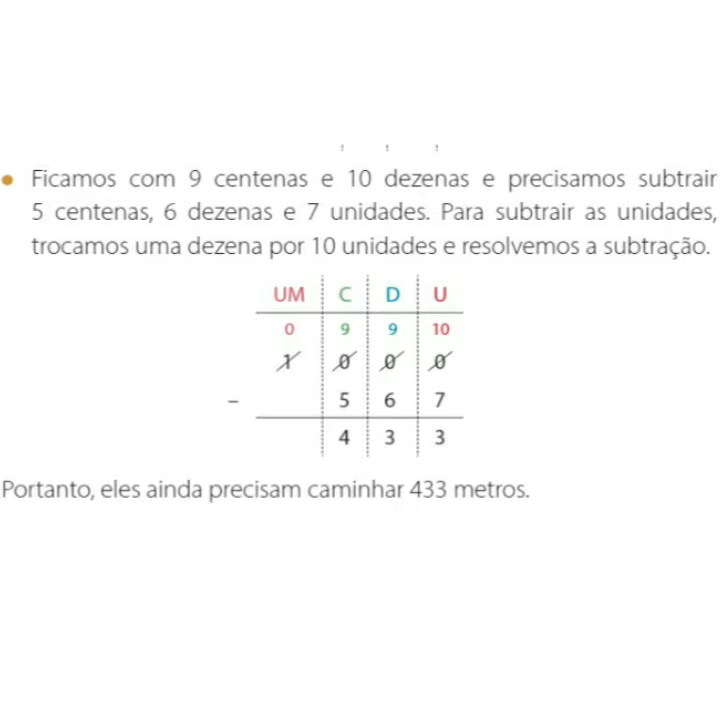 • Ficamos com 9 centenas e 10 dezenas e precisamos subtrair
5 centenas, 6 dezenas e 7 unidades. Para subtrair as unidades,
trocamos uma dezena por 10 unidades e resolvemos a subtração.
UM C D U
0 9 9 10
1 0 0 0
– 5 6 7
4 3 3
Portanto, eles ainda precisam caminhar 433 metros.